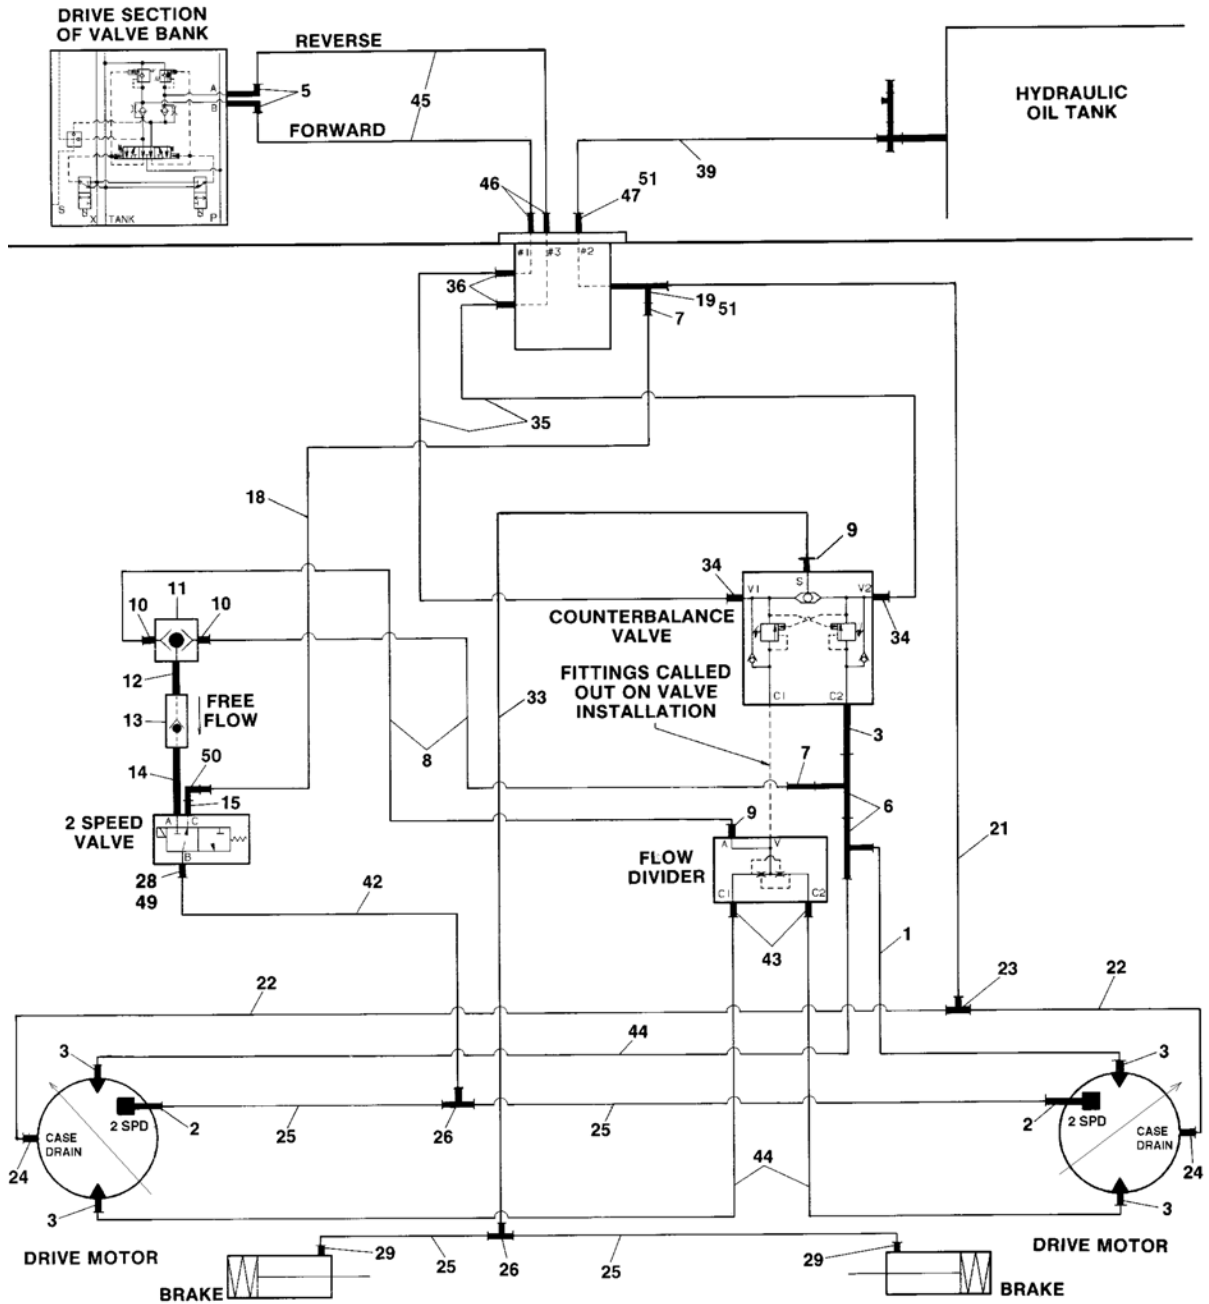 DRIVE SECTION
OF VALVE BANK
REVERSE
A
B
5
45
FORWARD
HYDRAULIC
OIL TANK
S
X
TANK
P
46
51
47
39
#1
#3
#2
36
19
51
7
35
18
9
11
10
10
34
V1
S
V2
COUNTERBALANCE
VALVE
34
12
FITTINGS CALLED
OUT ON VALVE
INSTALLATION
C1
C2
FREE
FLOW
13
33
3
8
50
7
14
15
6
2 SPEED
VALVE
A
C
B
9
A
V
21
FLOW
DIVIDER
C1
C2
28
49
42
43
1
22
23
22
44
3
3
2 SPD
2
25
26
25
2
2 SPD
CASE
DRAIN
CASE
DRAIN
24
44
24
3
3
DRIVE MOTOR
29
25
26
25
29
DRIVE MOTOR
BRAKE
BRAKE